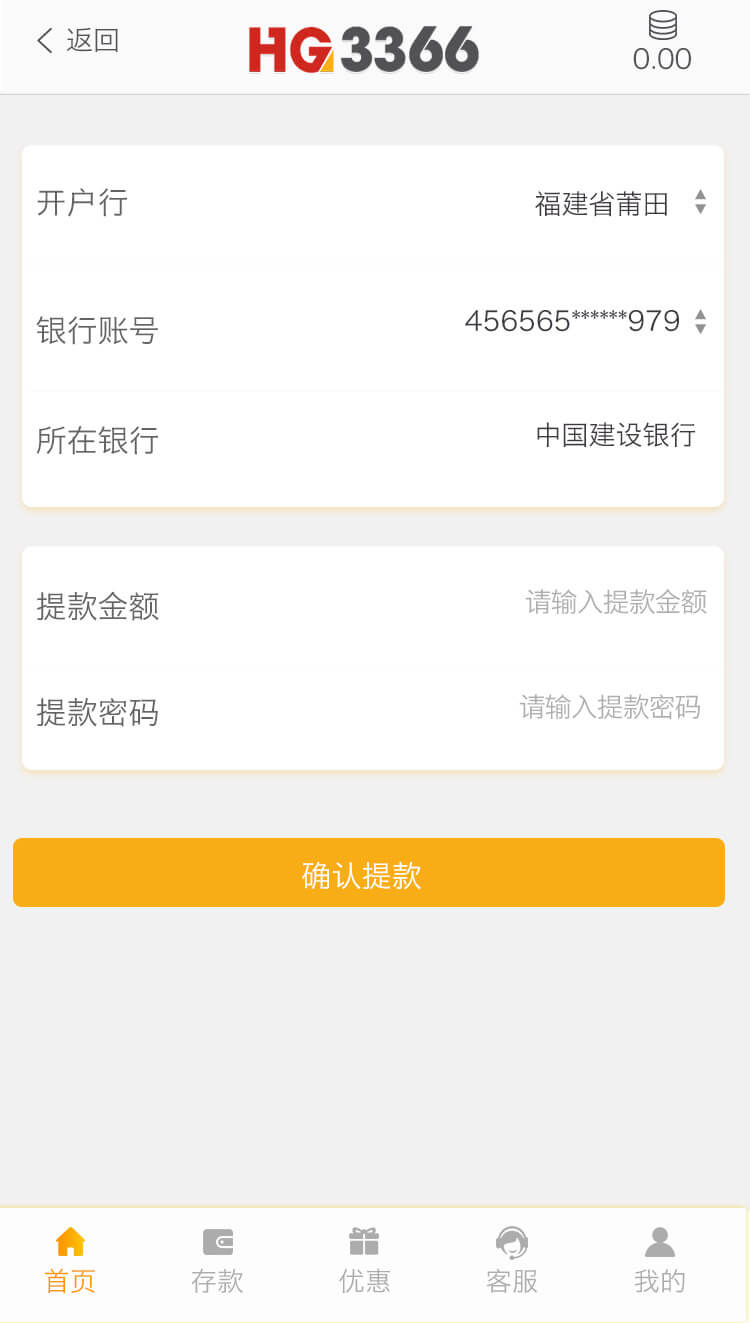 返回
HG3366
0.00
开户行
福建省莆田
银行账号
456565******979
所在银行
中国建设银行
提款金额
请输入提款金额
提款密码
请输入提款密码
确认提款
首页
存款
优惠
客服
我的